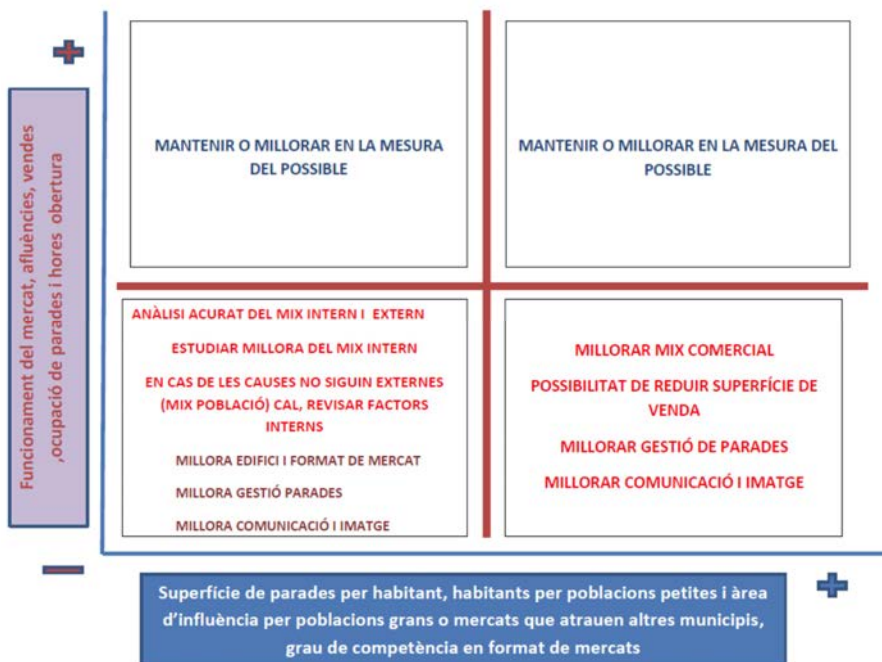 Funcionament del mercat, afluències, vendes
,ocupació de parades i hores obertura
MANTENIR O MILLORAR EN LA MESURA
DEL POSSIBLE
MANTENIR O MILLORAR EN LA MESURA DEL
POSSIBLE
ANÀLISI ACURAT DEL MIX INTERN I EXTERN
ESTUDIAR MILLORA DEL MIX INTERN
EN CAS DE LES CAUSES NO SIGUIN EXTERNES
(MIX POBLACIÓ) CAL, REVISAR FACTORS
INTERNS
MILLORA EDIFICI I FORMAT DE MERCAT
MILLORA GESTIÓ PARADES
MILLORA COMUNICACIÓ I IMATGE
MILLORAR MIX COMERCIAL
POSSIBILITAT DE REDUIR SUPERFÍCIE DE
VENDA
MILLORAR GESTIÓ DE PARADES
MILLORAR COMUNICACIÓ I IMATGE
Superfície de parades per habitant, habitants per poblacions petites i àrea
d’influència per poblacions grans o mercats que atrauen altres municipis,
grau de competència en format de mercats